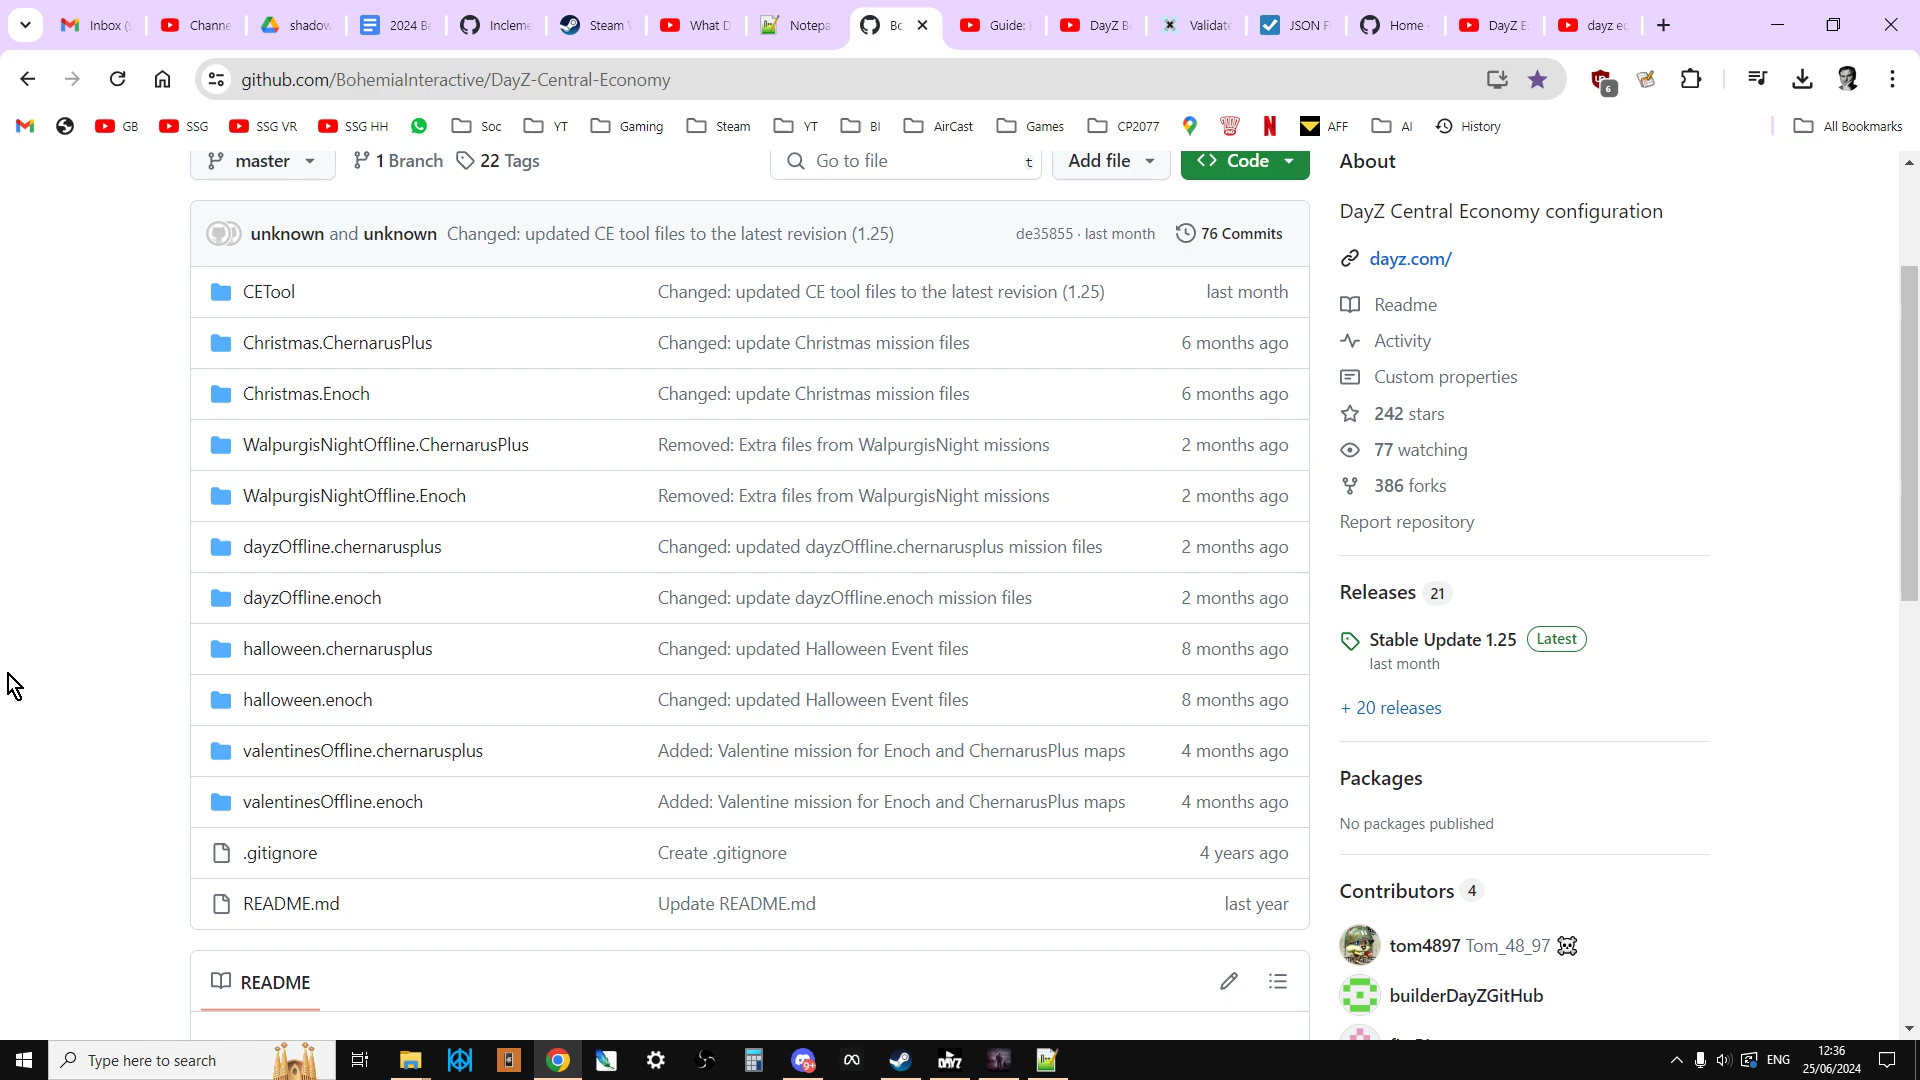 Inbox (
Channe
shadow
2024 Be
Incleme
Steam
What D
Notepa
Bo
Guide:
DayZ B
Validate
JSON F
Home
DayZ E
dayz ec
github.com/BohemiaInteractive/DayZ-Central-Economy
6
GB
SSG
SSG VR
SSG HH
Soc
YT
Gaming
Steam
YT
BI
AirCast
Games
CP2077
AFF
AI
History
All Bookmarks
master
1 Branch
22 Tags
Go to file
t
Add file
<> Code
About
DayZ Central Economy configuration
unknown and unknown Changed: updated CE tool files to the latest revision (1.25) de35855 · last month 76 Commits
dayz.com/
CETool Changed: updated CE tool files to the latest revision (1.25) last month
Readme
Christmas.ChernarusPlus Changed: update Christmas mission files 6 months ago
Activity
Custom properties
Christmas.Enoch Changed: update Christmas mission files 6 months ago
242 stars
WalpurgisNightOffline.ChernarusPlus Removed: Extra files from WalpurgisNight missions 2 months ago
77 watching
386 forks
WalpurgisNightOffline.Enoch Removed: Extra files from WalpurgisNight missions 2 months ago
Report repository
dayzOffline.chernarusplus Changed: updated dayzOffline.chernarusplus mission files 2 months ago
dayzOffline.enoch Changed: update dayzOffline.enoch mission files 2 months ago
Releases 21
Stable Update 1.25 Latest
last month
halloween.chernarusplus Changed: updated Halloween Event files 8 months ago
halloween.enoch Changed: updated Halloween Event files 8 months ago
+ 20 releases
valentinesOffline.chernarusplus Added: Valentine mission for Enoch and ChernarusPlus maps 4 months ago
Packages
valentinesOffline.enoch Added: Valentine mission for Enoch and ChernarusPlus maps 4 months ago
No packages published
.gitignore Create .gitignore 4 years ago
README.md Update README.md last year
Contributors 4
tom4897 Tom_48_97
README
builderDayZGitHub
Type here to search
9+
DAYZ
ENG
12:36
25/06/2024